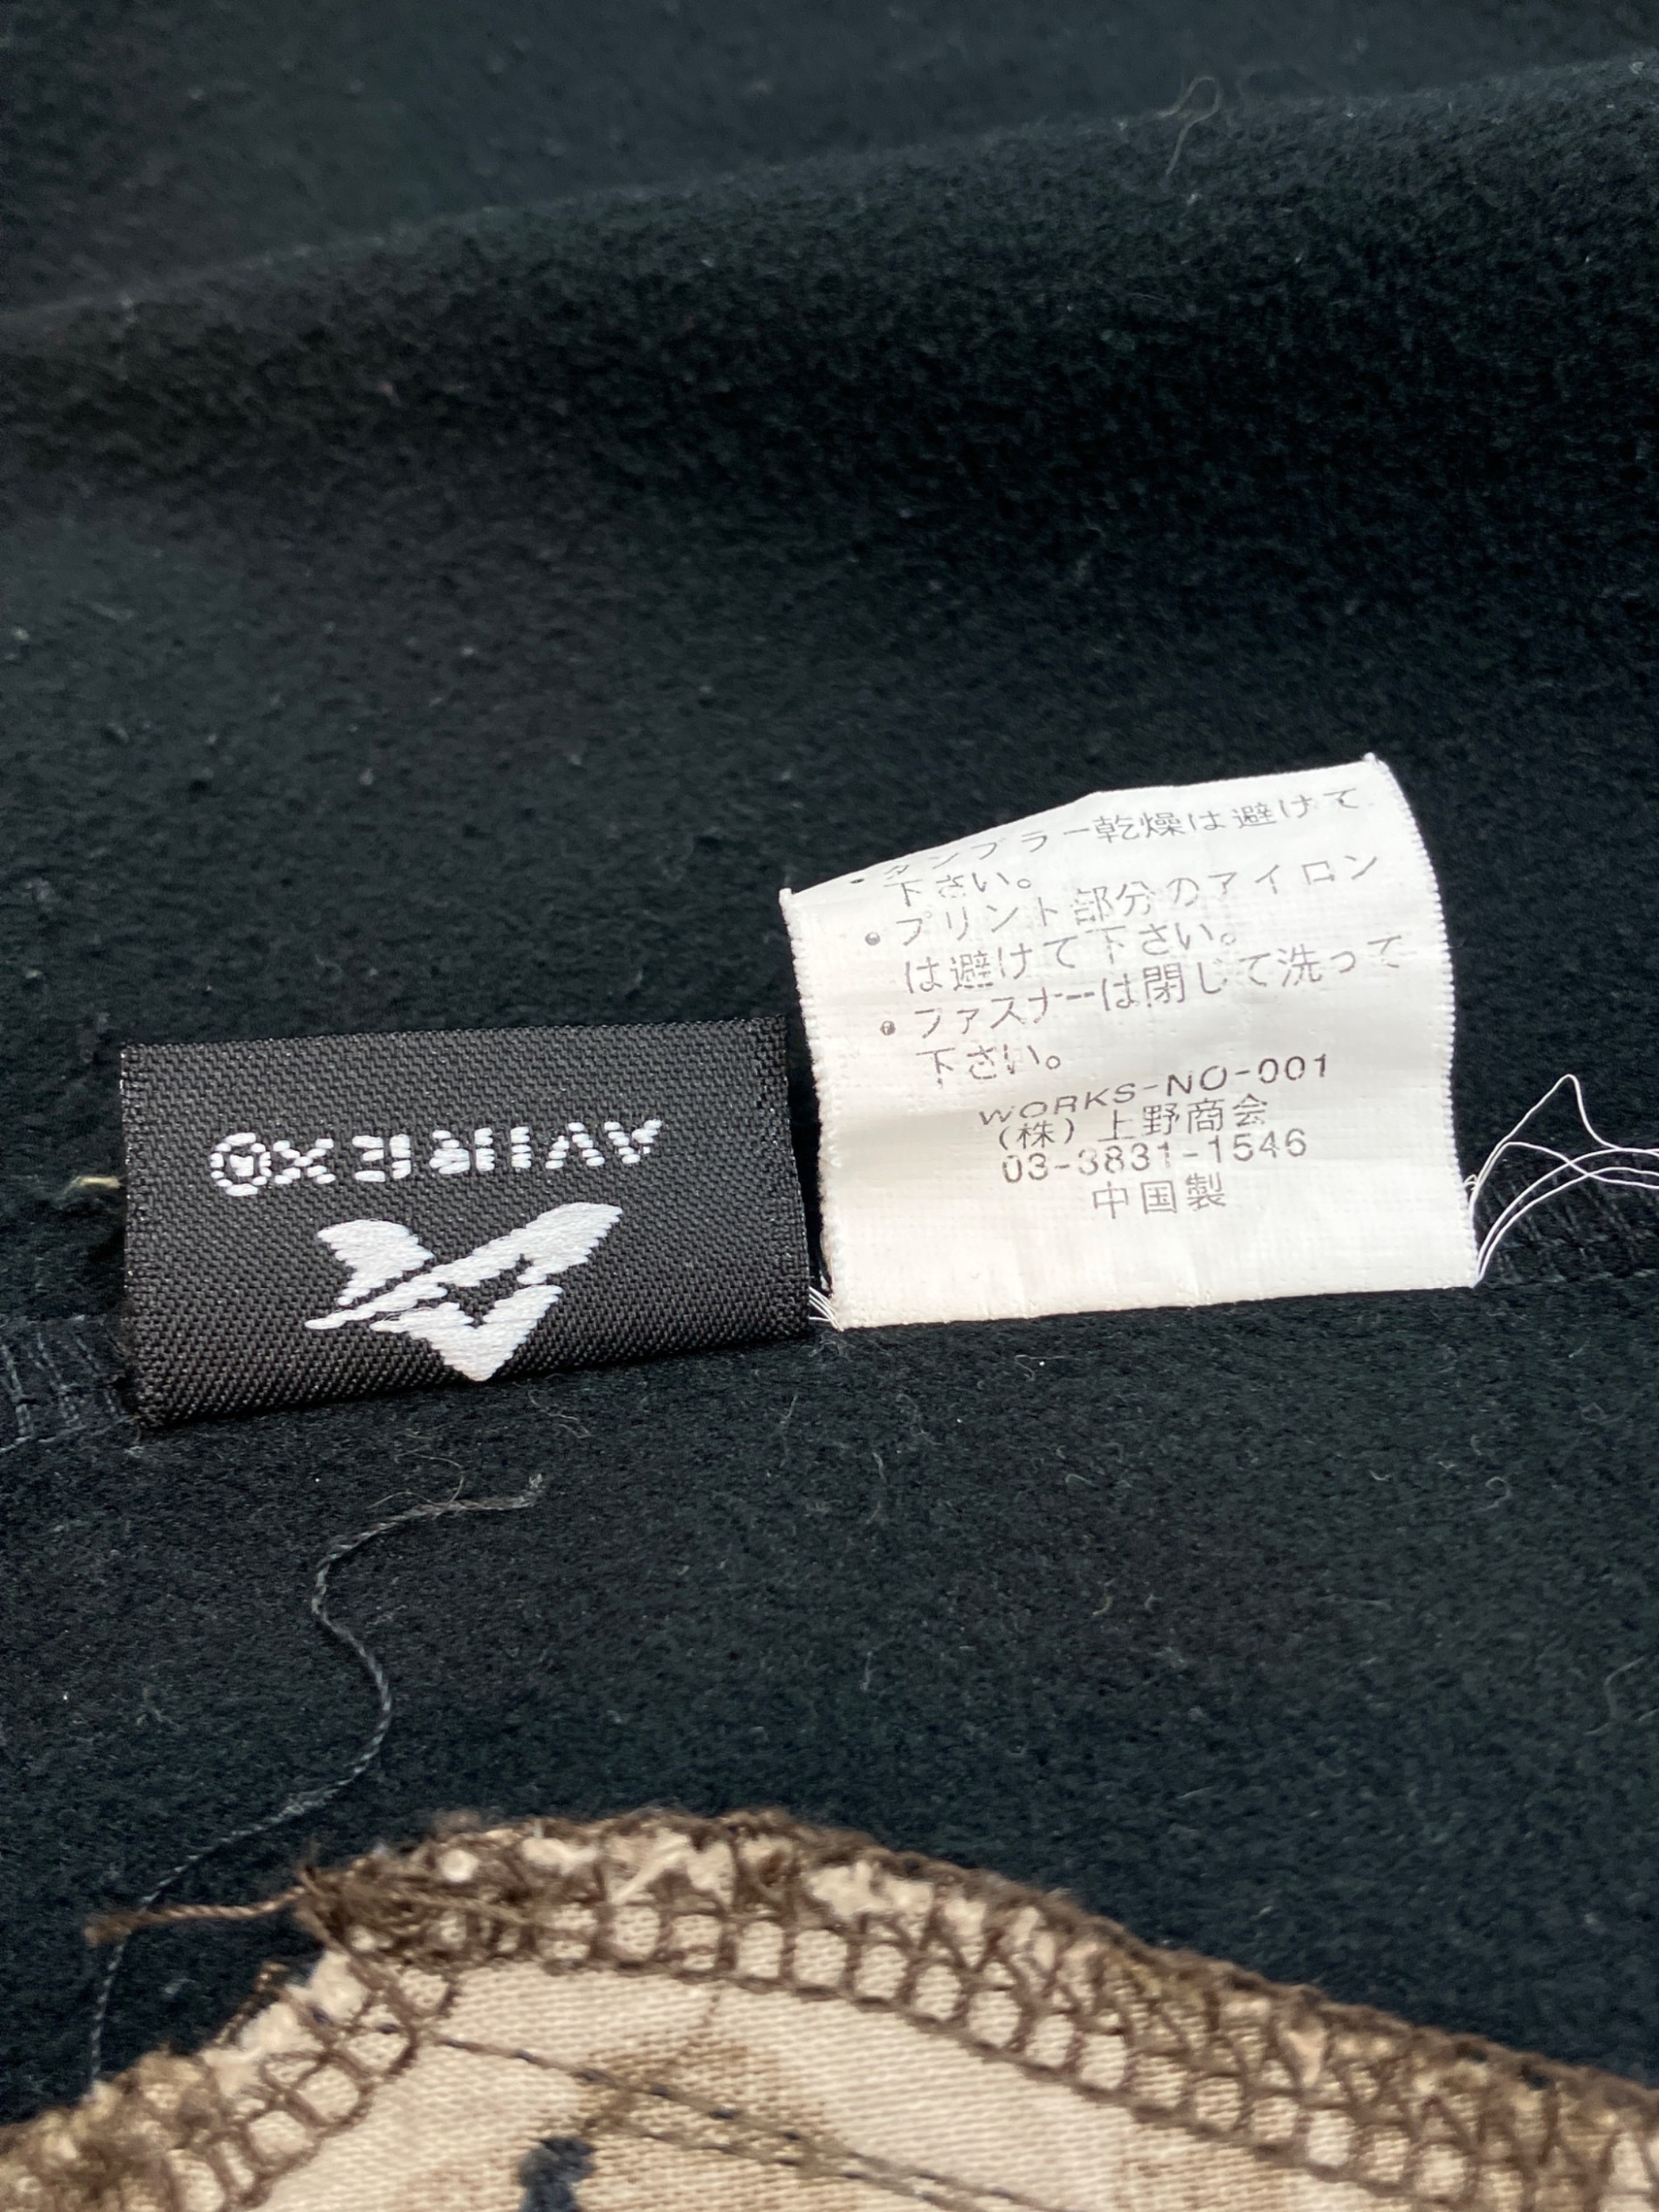 AVIREX
・タンブラー乾燥は避けて
下さい。
・プリント部分のアイロン
は避けて下さい。
・ファスナーは閉じて洗って
下さい。
WORKS-NO-001
(株)上野商会
03-3831-1546
中国製